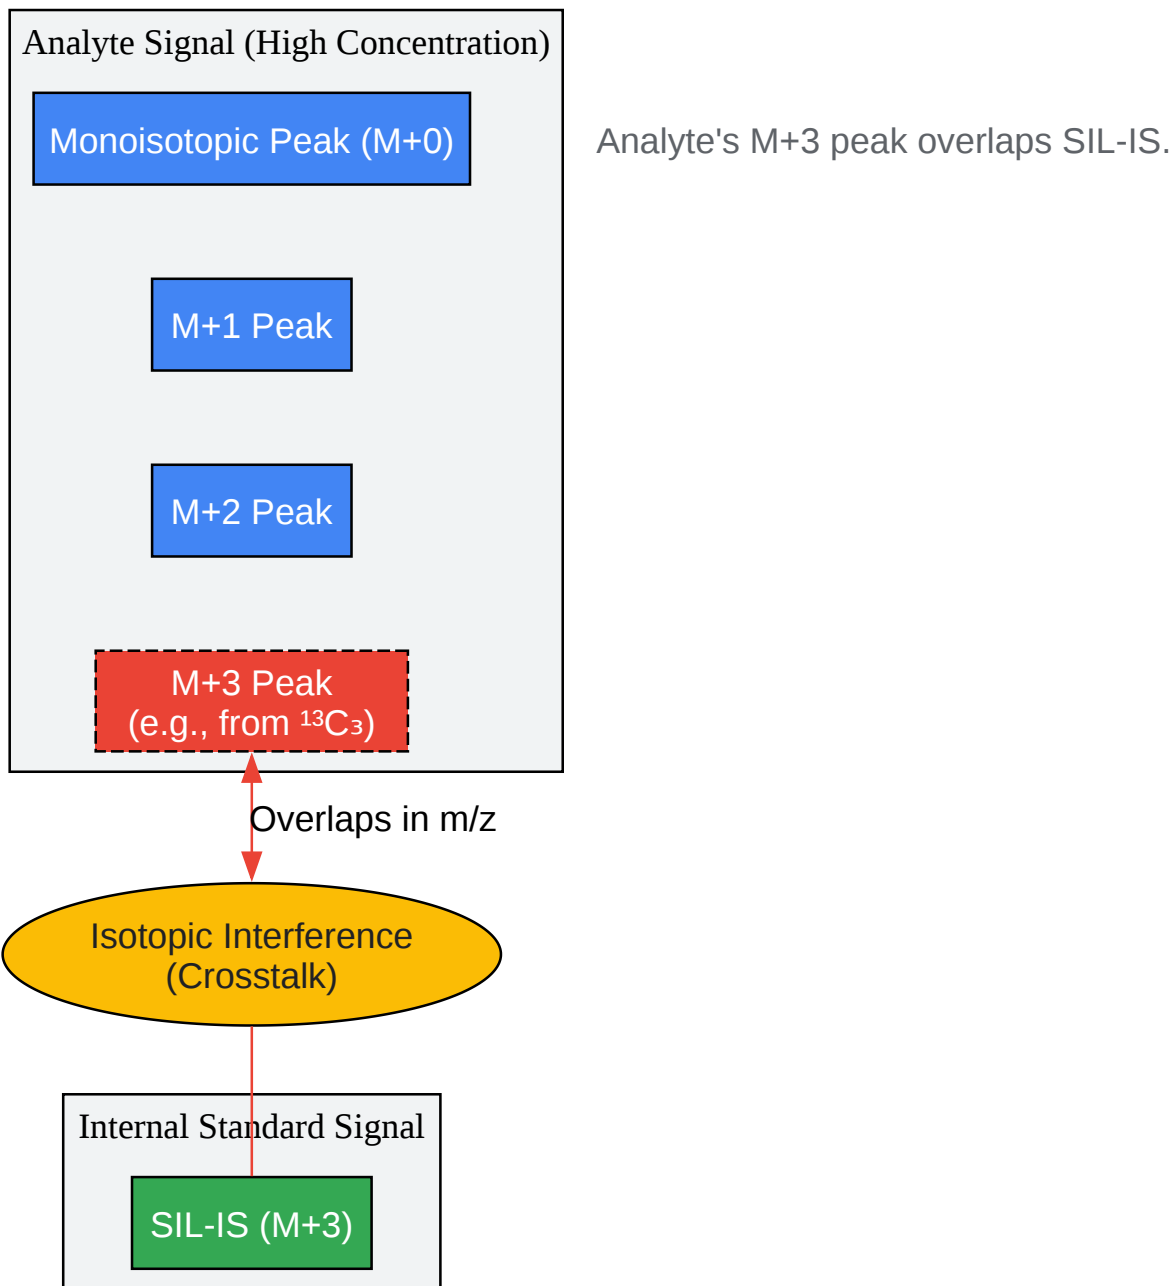 Analyte Signal (High Concentration)
Monoisotopic Peak (M+0)
Analyte's M+3 peak overlaps SIL-IS.
M+1 Peak
M+2 Peak
M+3 Peak
(e.g., from ¹³C₃)
Overlaps in m/z
Isotopic Interference
(Crosstalk)
Internal Standard Signal
SIL-IS (M+3)